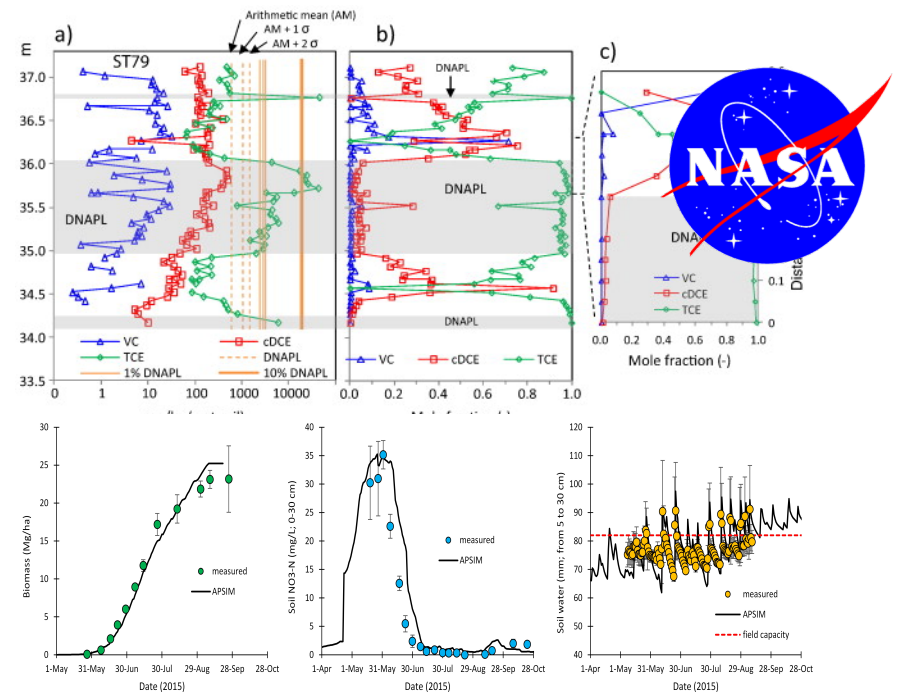 Arithmetic mean (AM)
AM + 1 σ
AM + 2 σ
a)
b)
c)
m
ST79
DNAPL
37.0
36.5
36.0
35.5
35.0
34.5
34.0
33.5
DNAPL
DNAPL
DNAPL
VC
cDCE
TCE
DNAPL
1% DNAPL
10% DNAPL
VC
cDCE
TCE
0 1 10 100 1000 10000
0.0 0.2 0.4 0.6 0.8 1.0
NASA
VC
cDCE
TCE
0.1
0
0.0 1.0
Mole fraction (-)
30
25
20
15
10
5
0
Biomass (Mg/ha)
measured
APSIM
1-May 31-May 30-Jun 30-Jul 29-Aug 28-Sep 28-Oct
Date (2015)
40
35
30
25
20
15
10
5
0
Soil NO3-N (mg/L; 0-30 cm)
measured
APSIM
1-Apr 1-May 31-May 30-Jun 30-Jul 29-Aug 28-Sep 28-Oct
Date (2015)
120
110
100
90
80
70
60
50
40
Soil water (mm; from 5 to 30 cm)
measured
APSIM
field capacity
1-Apr 1-May 31-May 30-Jun 30-Jul 29-Aug 28-Sep 28-Oct
Date (2015)